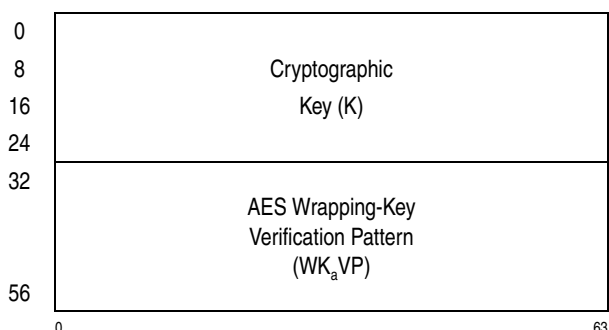 0
8 Cryptographic
16 Key (K)
24
32
AES Wrapping-Key
Verification Pattern
(WKaVP)
56
0 63